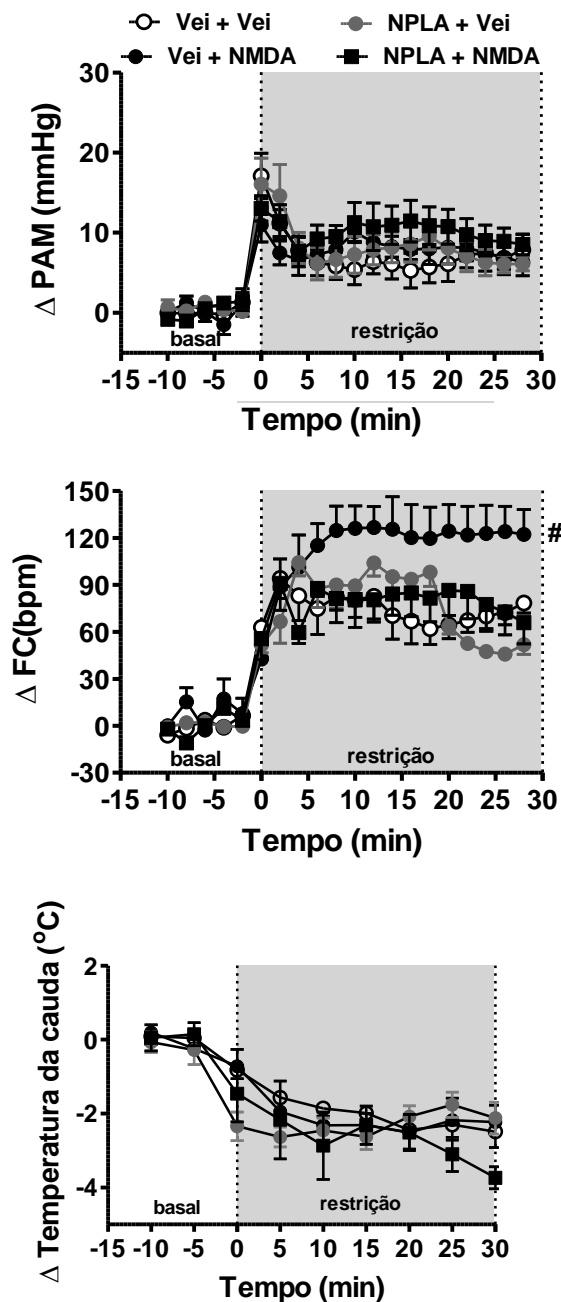 Vei + Vei NPLA + Vei
Vei + NMDA NPLA + NMDA
Δ PAM (mmHg)
30
20
10
0
basal restrição
-15 -10 -5 0 5 10 15 20 25 30
Tempo (min)
Δ FC(bpm)
150
120
90
60
30
0
-30
#
basal restrição
-15 -10 -5 0 5 10 15 20 25 30
Tempo (min)
Δ Temperatura da cauda (°C)
2
0
-2
-4
basal restrição
-15 -10 -5 0 5 10 15 20 25 30
Tempo (min)